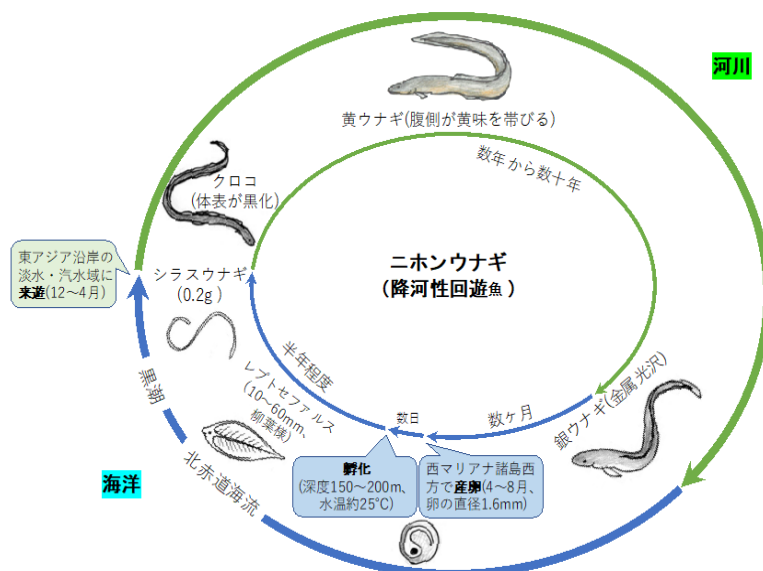 河川
黄ウナギ(腹側が黄味を帯びる)
数年から数十年
クロコ
(体表が黒化)
東アジア沿岸の
淡水・汽水域に
来遊(12～4月)
シラスウナギ
(0.2g)
ニホンウナギ
(降河性回遊魚)
半年程度
レプトセファルス
(10～60mm、
柳葉様)
黒潮
北赤道海流
海洋
数日
数ヶ月
銀ウナギ(金属光沢)
孵化
(深度150～200m、
水温約25℃)
西マリアナ諸島西
方で産卵(4～8月、
卵の直径1.6mm)